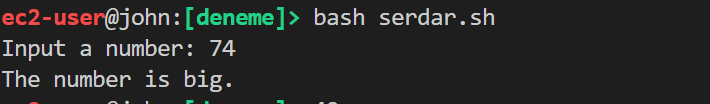 ec2-user@john:[deneme]> bash serdar.sh
Input a number: 74
The number is big.